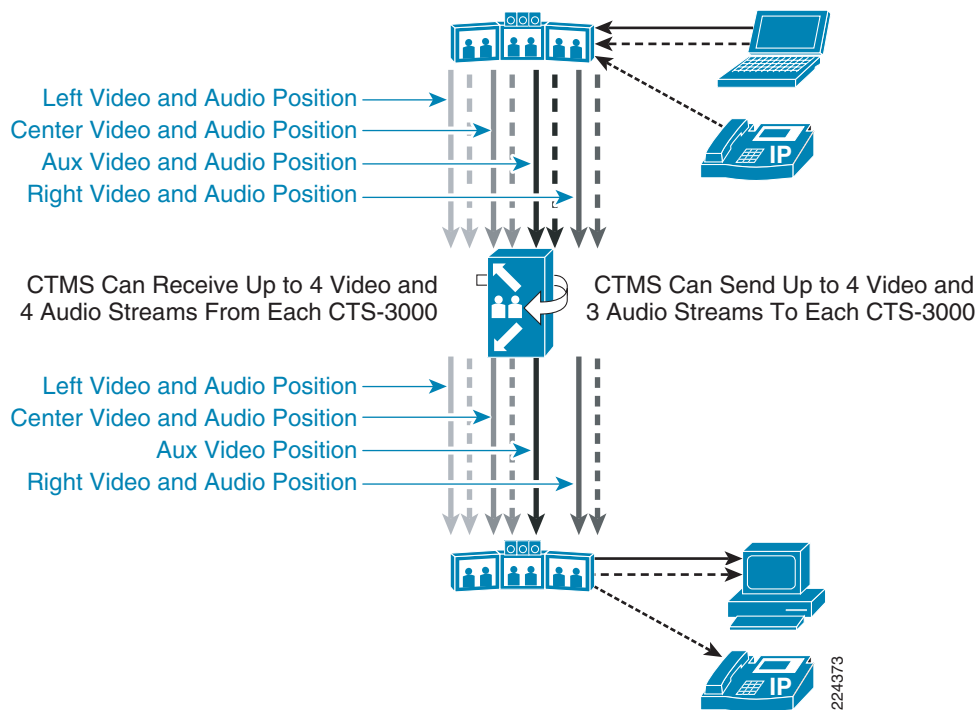 Left Video and Audio Position
Center Video and Audio Position
Aux Video and Audio Position
Right Video and Audio Position
IP
CTMS Can Receive Up to 4 Video and
4 Audio Streams From Each CTS-3000
CTMS Can Send Up to 4 Video and
3 Audio Streams To Each CTS-3000
Left Video and Audio Position
Center Video and Audio Position
Aux Video Position
Right Video and Audio Position
IP
224373